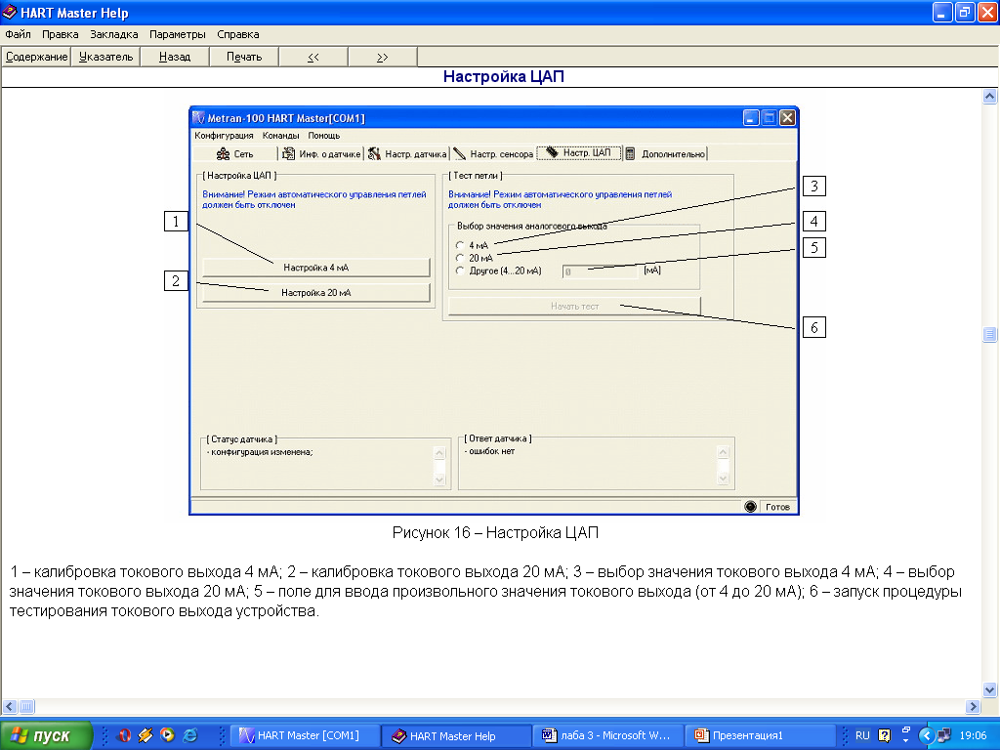 HART Master Help
Файл Правка Закладка Параметры Справка
Содержание Указатель Назад Печать << >>
Настройка ЦАП
Metran-100 HART Master[COM1]
Конфигурация Команды Помощь
Сеть Инф. о датчике Настр. датчика Настр. сенсора Настр. ЦАП Дополнительно
[ Настройка ЦАП ]
Внимание! Режим автоматического управления петлей
должен быть отключен
1
Настройка 4 мА
2
Настройка 20 мА
[ Тест петли ]
Внимание! Режим автоматического управления петлей
должен быть отключен
3
Выбор значения аналогового выхода
4
4 мА
5
20 мА
Другое (4...20 мА) 0 [мА]
Начать тест
6
[ Статус датчика ]
- конфигурация изменена;
[ Ответ датчика ]
- ошибок нет
Готов
Рисунок 16 – Настройка ЦАП
1 – калибровка токового выхода 4 мА; 2 – калибровка токового выхода 20 мА; 3 – выбор значения токового выхода 4 мА; 4 – выбор
значения токового выхода 20 мА; 5 – поле для ввода произвольного значения токового выхода (от 4 до 20 мА); 6 – запуск процедуры
тестирования токового выхода устройства.
пуск HART Master [COM1] HART Master Help лаба 3 - Microsoft W... Презентация1 RU 19:06